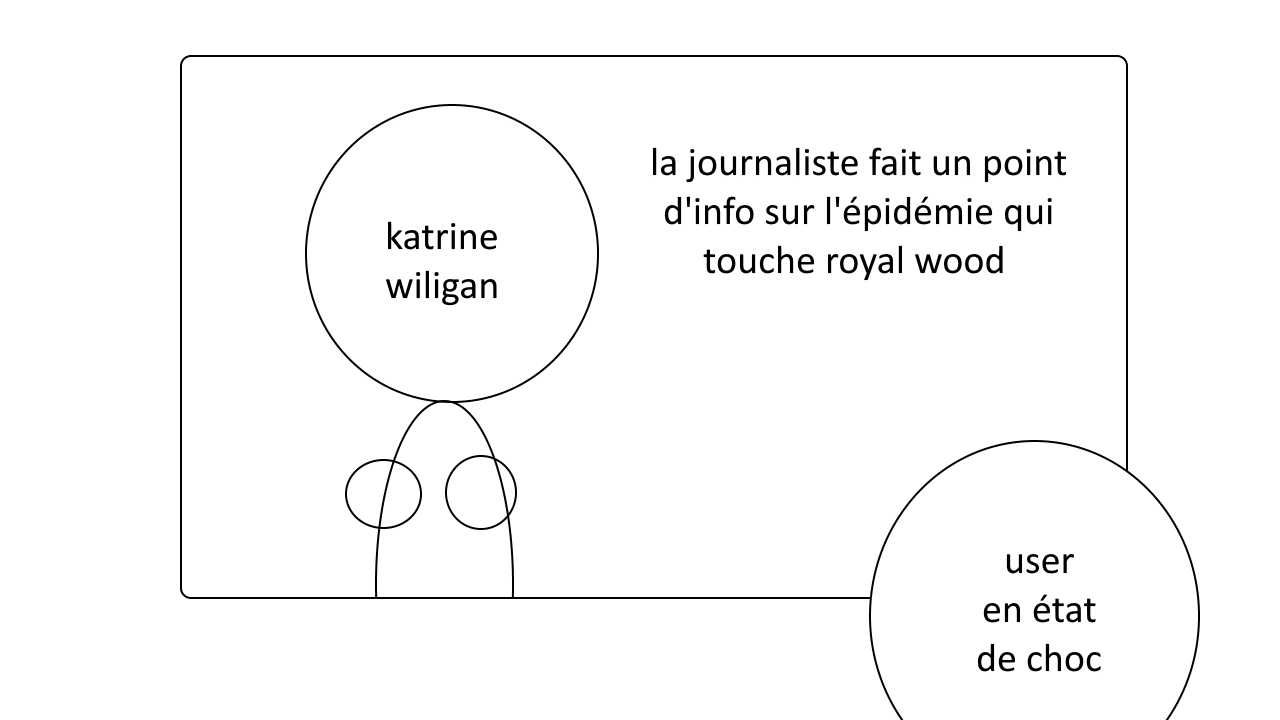 katrine
wiligan
la journaliste fait un point
d'info sur l'épidémie qui
touche royal wood
user
en état
de choc